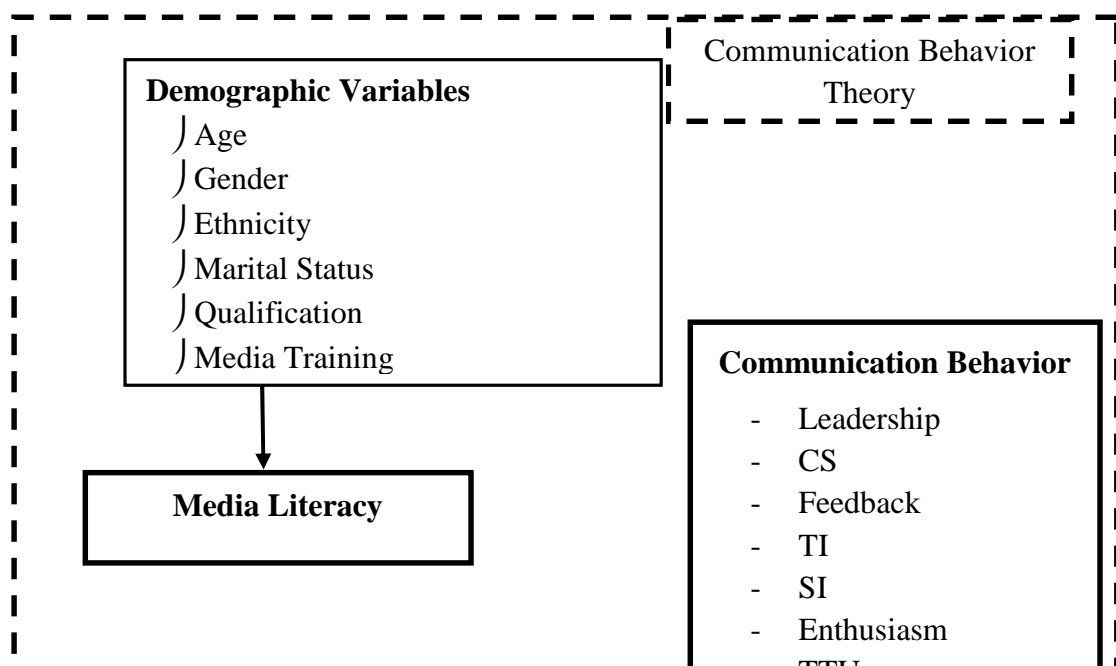 Communication Behavior
Theory
Demographic Variables
Age
Gender
Ethnicity
Marital Status
Qualification
Media Training
Media Literacy
Communication Behavior
- Leadership
- CS
- Feedback
- TI
- SI
- Enthusiasm